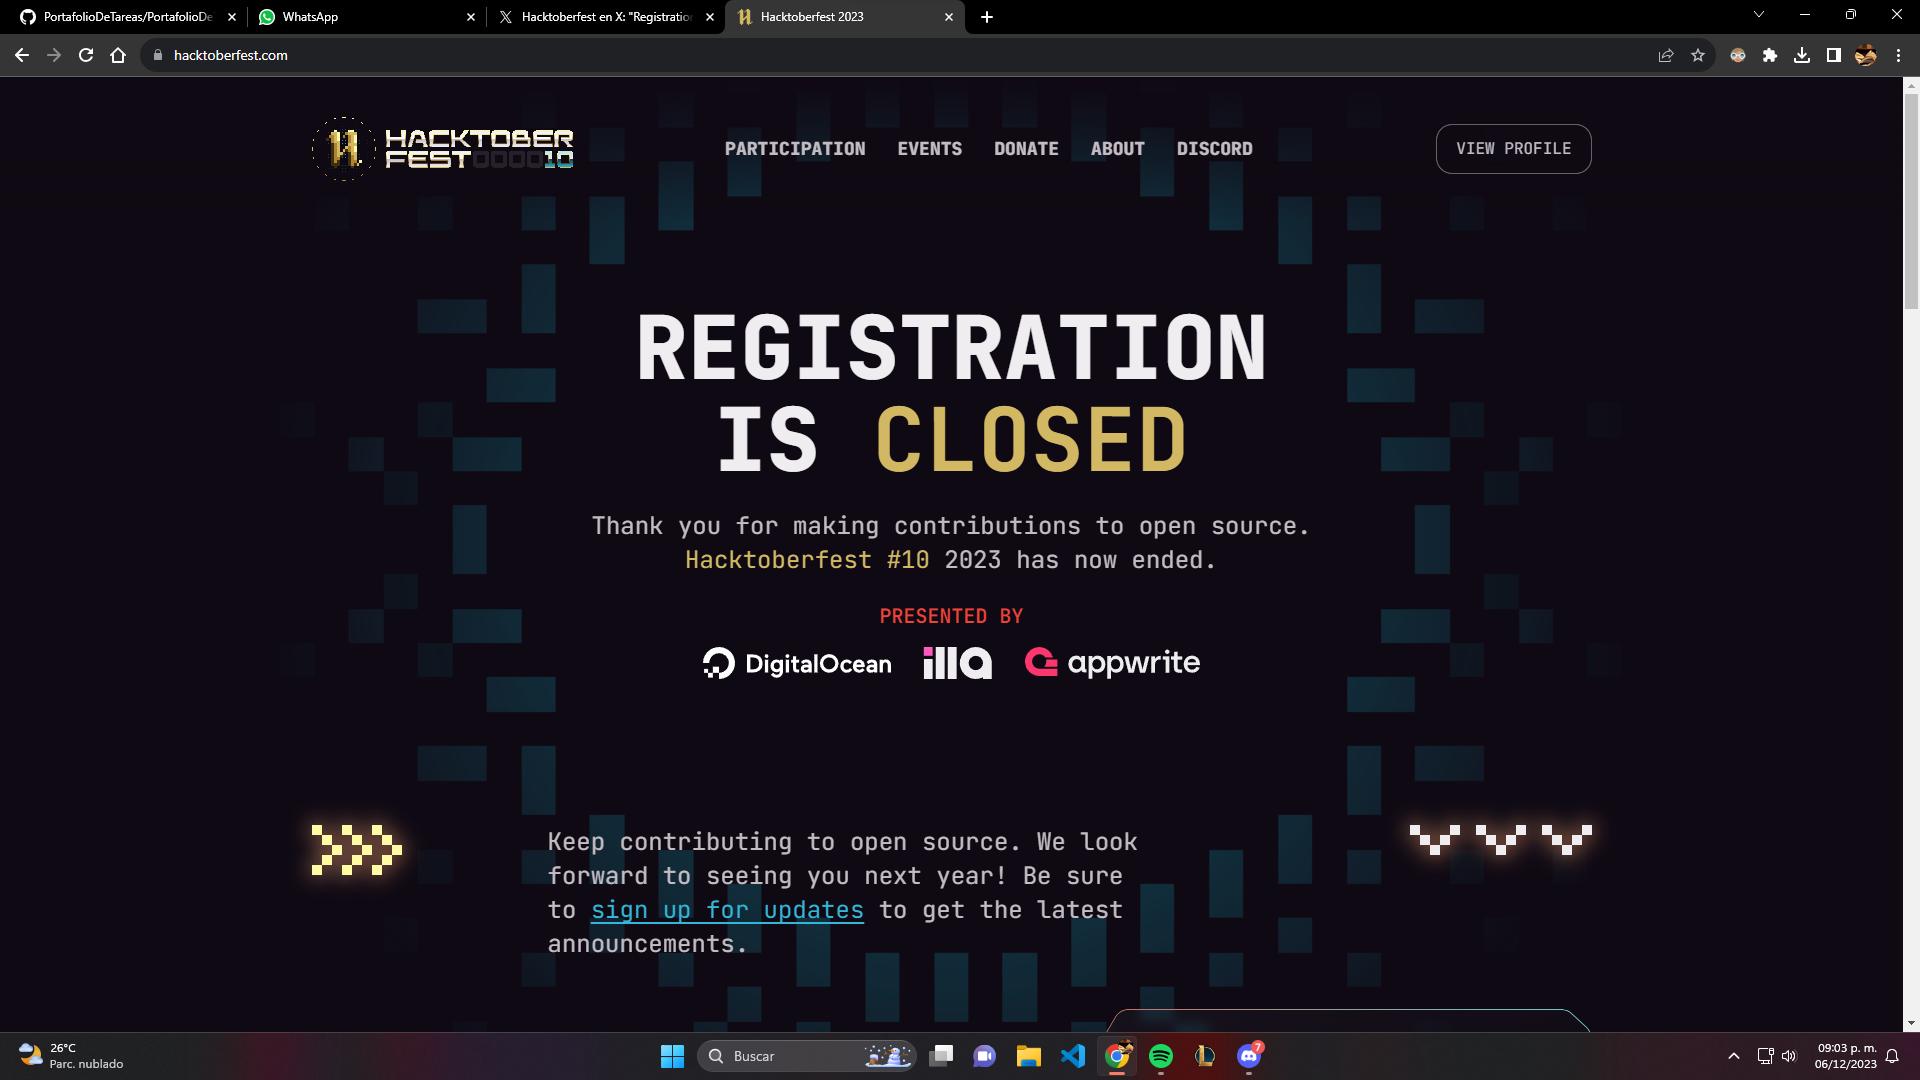 PortafolioDeTareas/PortafolioDe
WhatsApp
Hacktoberfest en X: "Registration
Hacktoberfest 2023
hacktoberfest.com
HACKTOBER
FEST000010
PARTICIPATION
EVENTS
DONATE
ABOUT
DISCORD
VIEW PROFILE
REGISTRATION
IS CLOSED
Thank you for making contributions to open source.
Hacktoberfest #10 2023 has now ended.
PRESENTED BY
DigitalOcean
illa
appwrite
Keep contributing to open source. We look
forward to seeing you next year! Be sure
to sign up for updates to get the latest
announcements.
26°C
Parc. nublado
Buscar
7
09:03 p. m.
06/12/2023